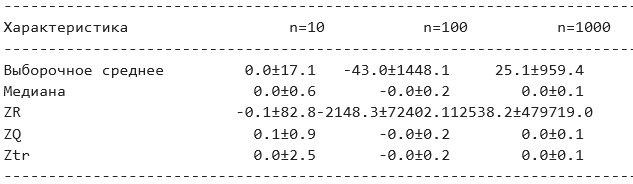 --------------------------------------------------------------------
Характеристика n=10 n=100 n=1000
--------------------------------------------------------------------
Выборочное среднее 0.0±17.1 -43.0±1448.1 25.1±959.4
Медиана 0.0±0.6 -0.0±0.2 0.0±0.1
ZR -0.1±82.8-2148.3±72402.112538.2±479719.0
ZQ 0.1±0.9 -0.0±0.2 0.0±0.1
Ztr 0.0±2.5 -0.0±0.2 0.0±0.1
--------------------------------------------------------------------